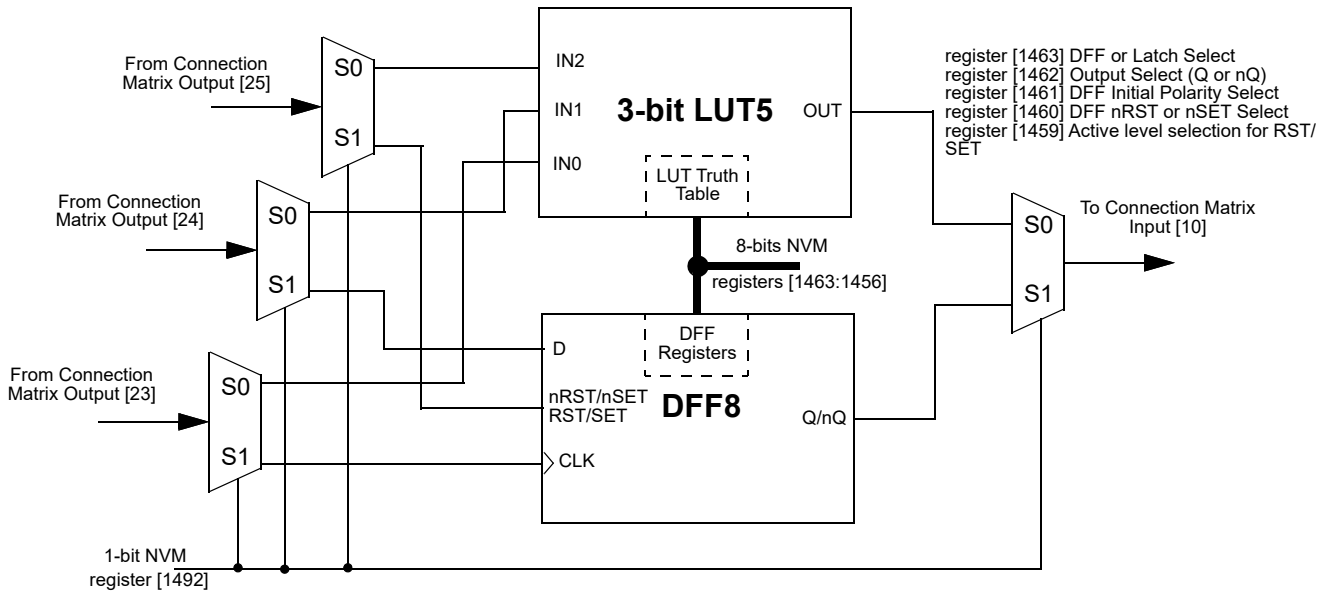 From Connection
Matrix Output [25]
S0
S1
IN2
IN1
IN0
3-bit LUT5
OUT
LUT Truth
Table
register [1463] DFF or Latch Select
register [1462] Output Select (Q or nQ)
register [1461] DFF Initial Polarity Select
register [1460] DFF nRST or nSET Select
register [1459] Active level selection for RST/
SET
From Connection
Matrix Output [24]
S0
S1
8-bits NVM
registers [1463:1456]
S0
S1
To Connection Matrix
Input [10]
From Connection
Matrix Output [23]
S0
S1
D
nRST/nSET
RST/SET
CLK
DFF
Registers
DFF8
Q/nQ
1-bit NVM
register [1492]